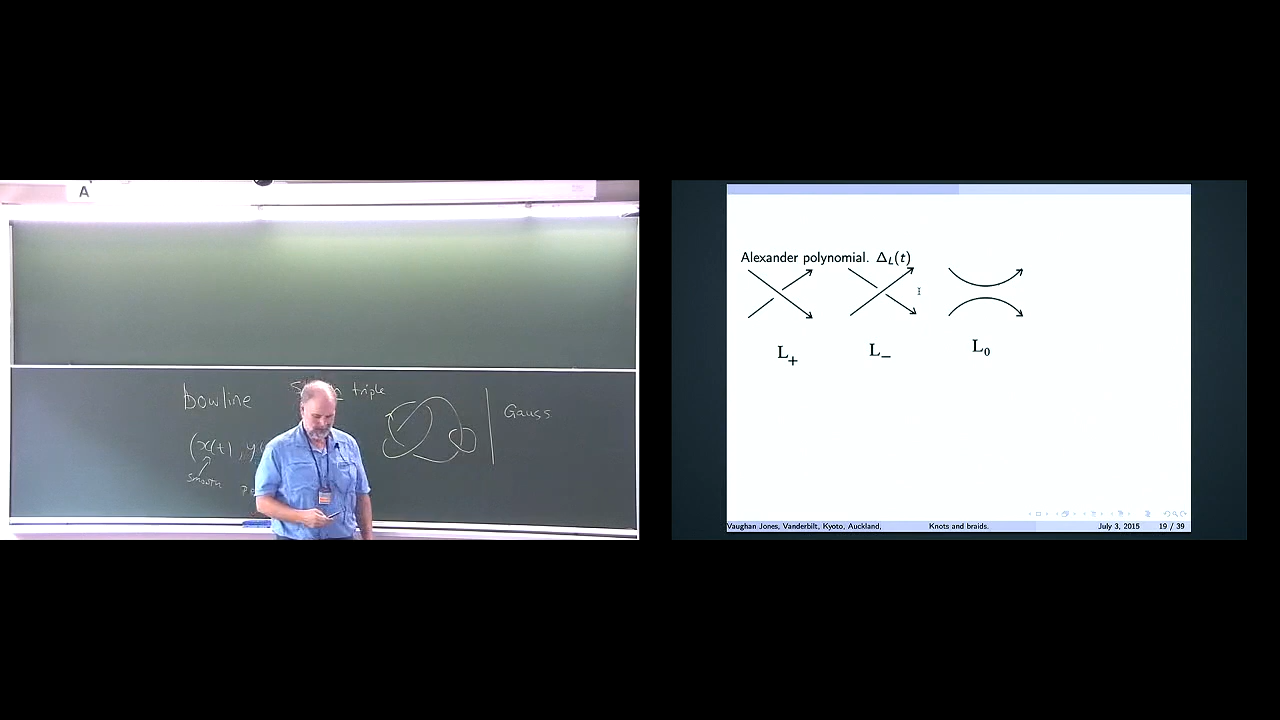 A
bowline
triple
Gauss
(x(t), y(
smooth
Alexander polynomial. Δ_L(t)
L₊ L₋ L₀
Vaughan Jones, Vanderbilt, Kyoto, Auckland, Knots and braids. July 3, 2015 19 / 39